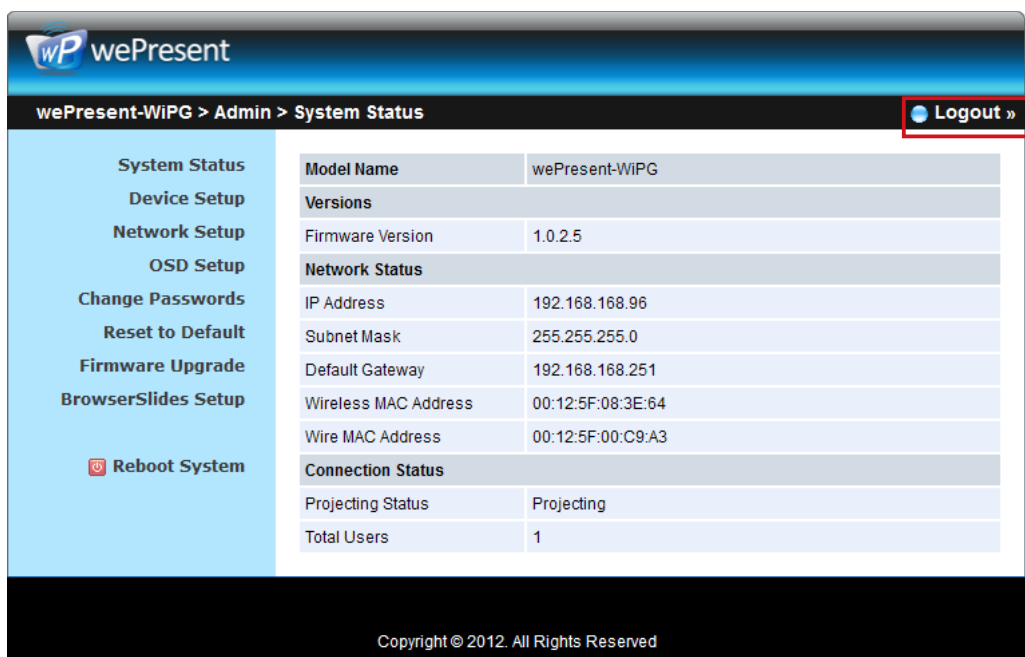 wP wePresent
wePresent-WiPG > Admin > System Status
Logout »
System Status
Device Setup
Network Setup
OSD Setup
Change Passwords
Reset to Default
Firmware Upgrade
BrowserSlides Setup
Reboot System
Model Name wePresent-WiPG
Versions
Firmware Version 1.0.2.5
Network Status
IP Address 192.168.168.96
Subnet Mask 255.255.255.0
Default Gateway 192.168.168.251
Wireless MAC Address 00:12:5F:08:3E:64
Wire MAC Address 00:12:5F:00:C9:A3
Connection Status
Projecting Status Projecting
Total Users 1
Copyright © 2012. All Rights Reserved